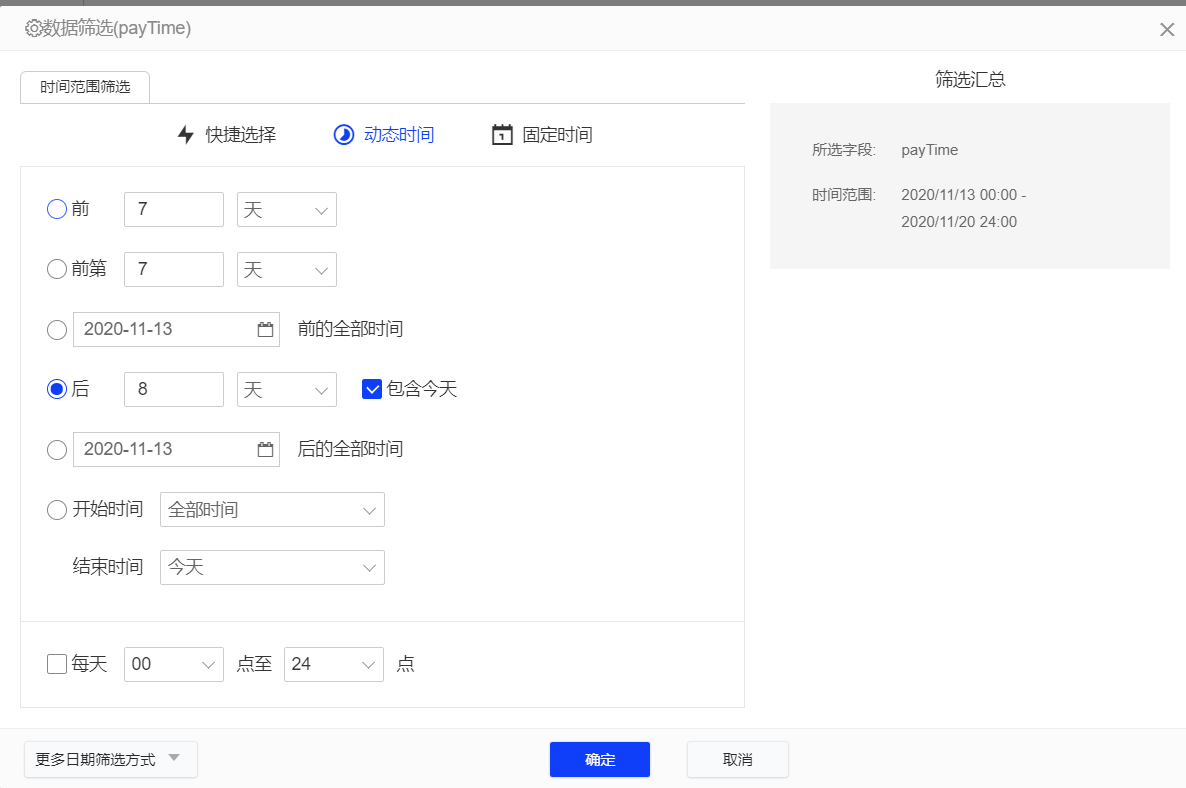 数据筛选(payTime)
时间范围筛选
快捷选择 动态时间 固定时间
前 7 天
前第 7 天
2020-11-13 前的全部时间
后 8 天 包含今天
2020-11-13 后的全部时间
开始时间 全部时间
结束时间 今天
每天 00 点至 24 点
筛选汇总
所选字段: payTime
时间范围: 2020/11/13 00:00 -
2020/11/20 24:00
更多日期筛选方式 确定 取消